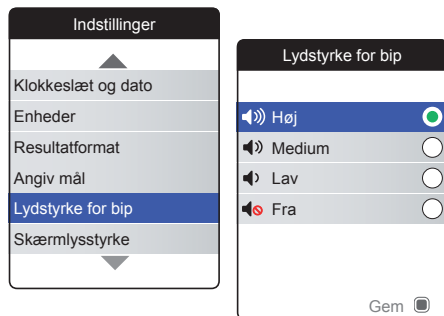 Indstillinger
Klokkeslæt og dato
Enheder
Resultatformat
Angiv mål
Lydstyrke for bip
Skærmlysstyrke
Lydstyrke for bip
Høj
Medium
Lav
Fra
Gem